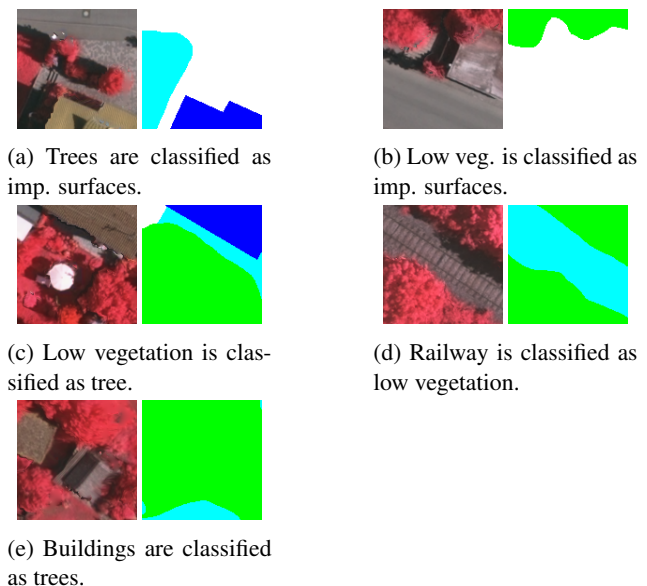 (a) Trees are classified as
imp. surfaces.
(b) Low veg. is classified as
imp. surfaces.
(c) Low vegetation is clas-
sified as tree.
(d) Railway is classified as
low vegetation.
(e) Buildings are classified
as trees.